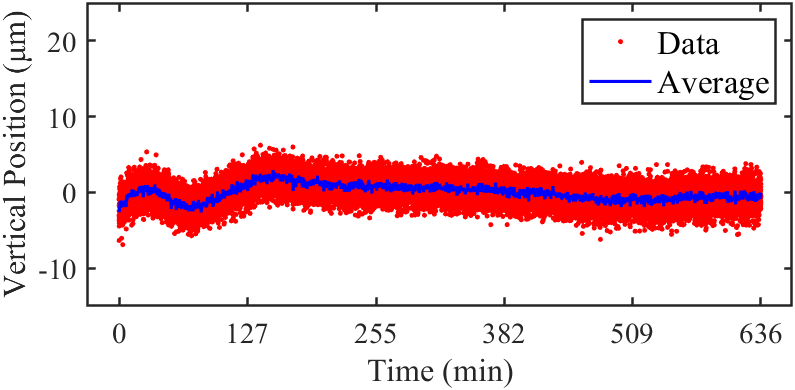 Vertical Position (μm)
20
10
0
-10
Data
Average
0 127 255 382 509 636
Time (min)